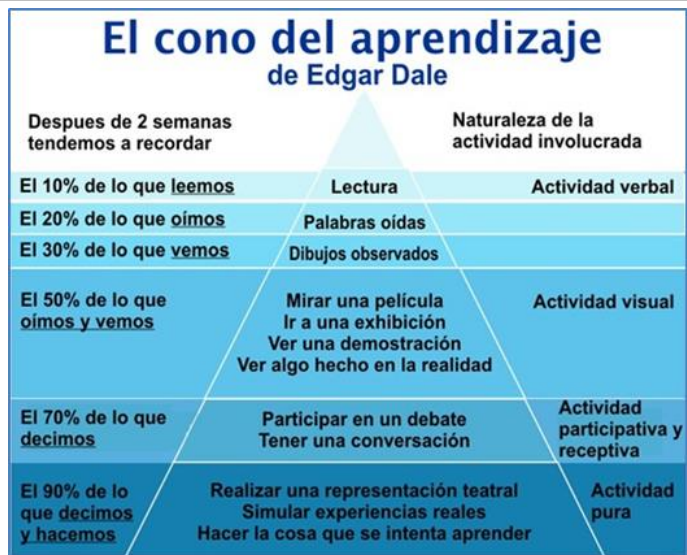 El cono del aprendizaje
de Edgar Dale
Despues de 2 semanas
tendemos a recordar
Naturaleza de la
actividad involucrada
El 10% de lo que leemos
Lectura
Actividad verbal
El 20% de lo que oímos
Palabras oídas
El 30% de lo que vemos
Dibujos observados
El 50% de lo que
oímos y vemos
Mirar una película
Ir a una exhibición
Ver una demostración
Ver algo hecho en la realidad
Actividad visual
El 70% de lo que
decimos
Participar en un debate
Tener una conversación
Actividad
participativa y
receptiva
El 90% de lo
que decimos
y hacemos
Realizar una representación teatral
Simular experiencias reales
Hacer la cosa que se intenta aprender
Actividad
pura